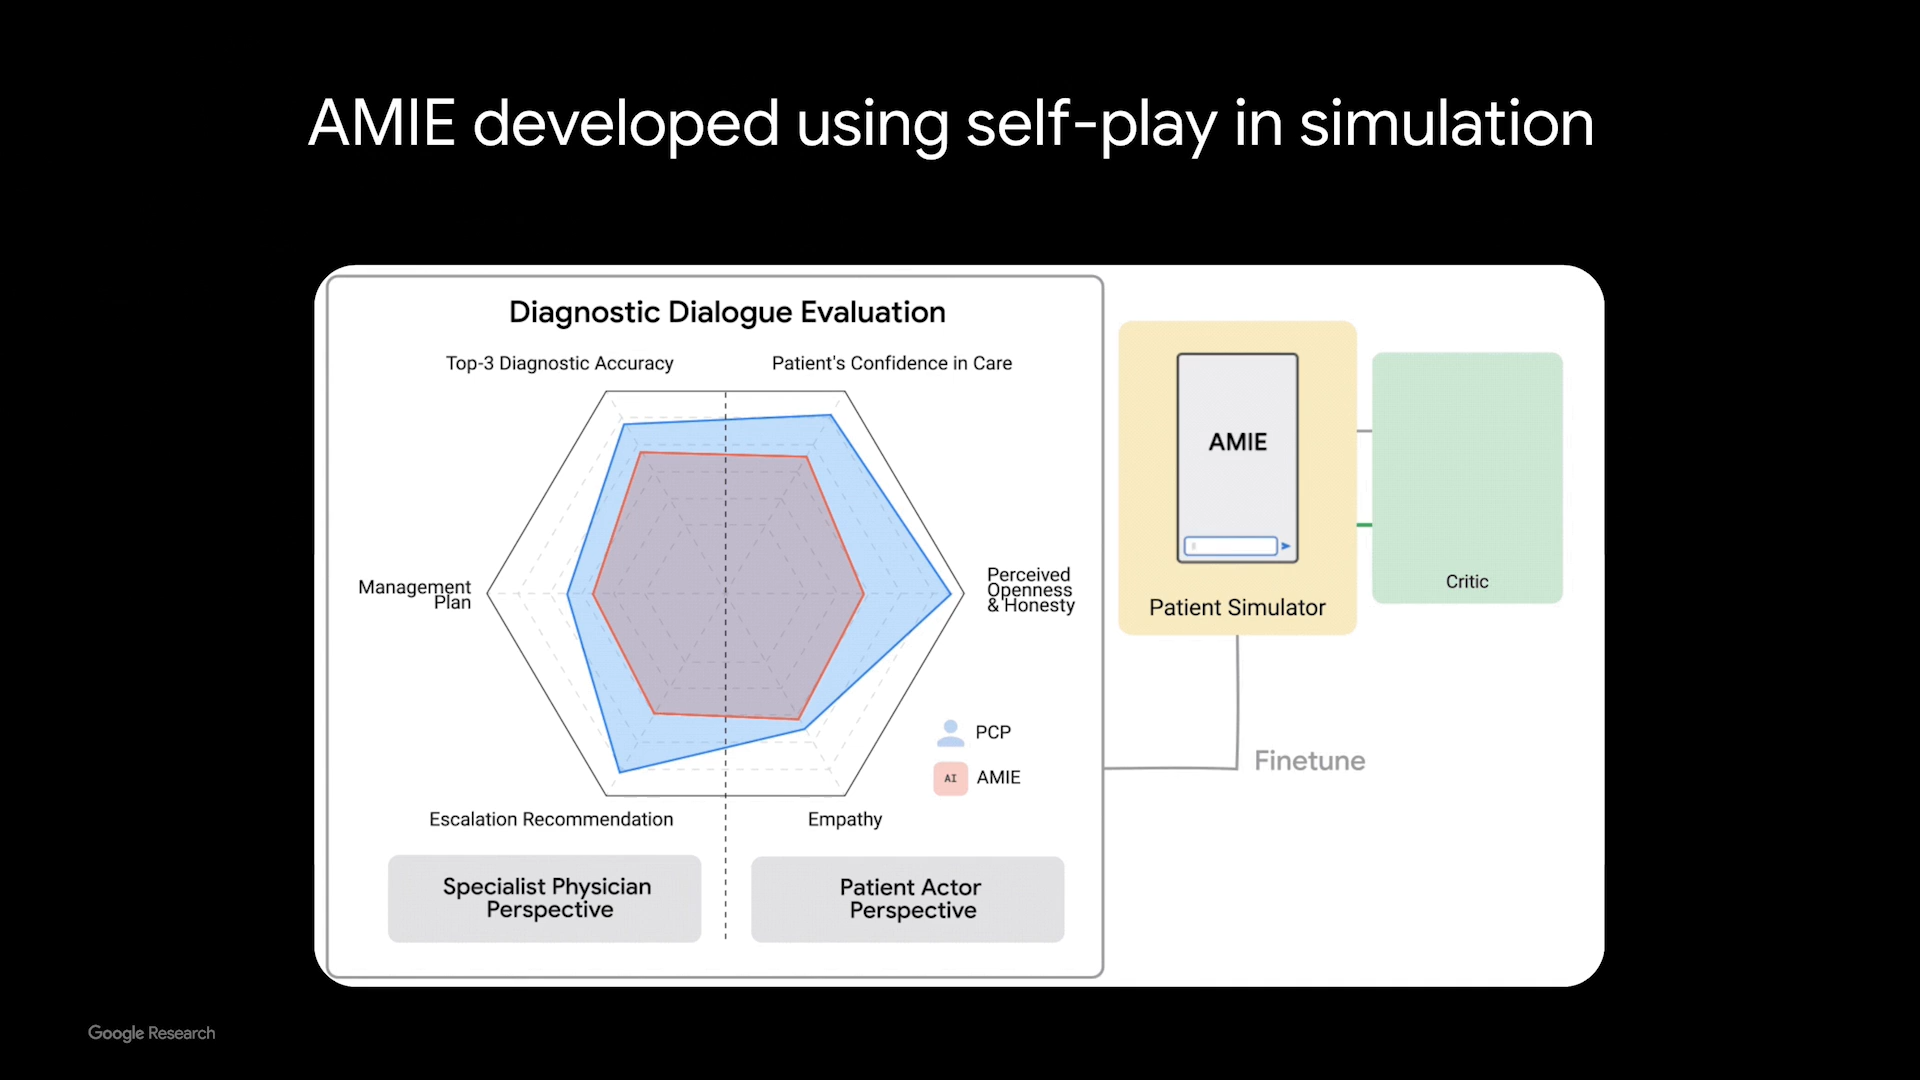 AMIE developed using self-play in simulation
Diagnostic Dialogue Evaluation
Top-3 Diagnostic Accuracy
Patient's Confidence in Care
Management
Plan
Perceived
Openness
& Honesty
PCP
AI
AMIE
Escalation Recommendation
Empathy
Specialist Physician
Perspective
Patient Actor
Perspective
AMIE
Patient Simulator
Critic
Finetune
Google Research